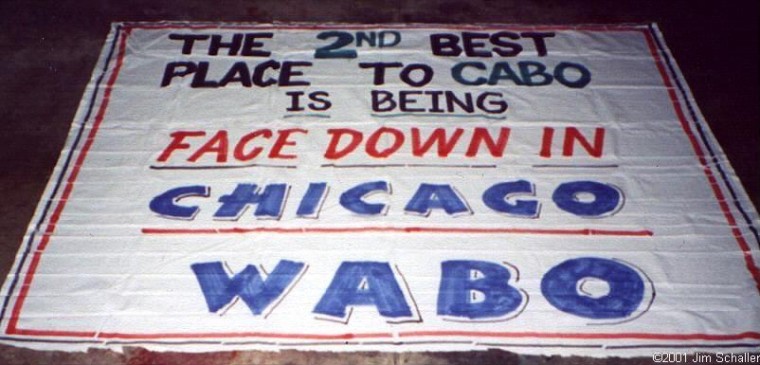 THE 2ND BEST
PLACE TO CABO
IS BEING
FACE DOWN IN
CHICAGO
WABO
©2001 Jim Schaller